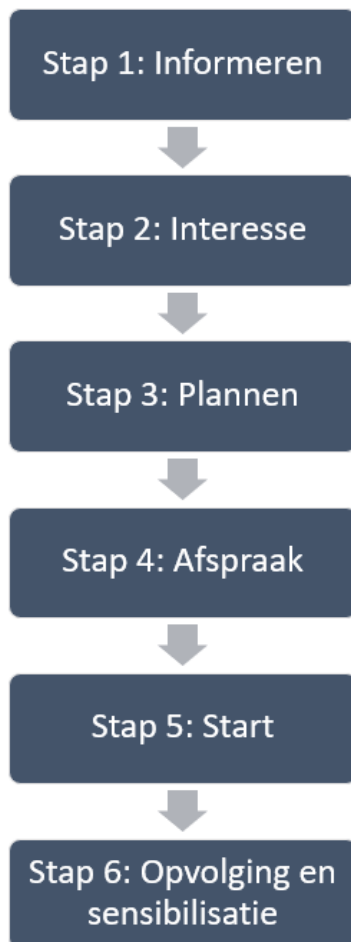 Stap 1: Informeren
Stap 2: Interesse
Stap 3: Plannen
Stap 4: Afspraak
Stap 5: Start
Stap 6: Opvolging en
sensibilisatie